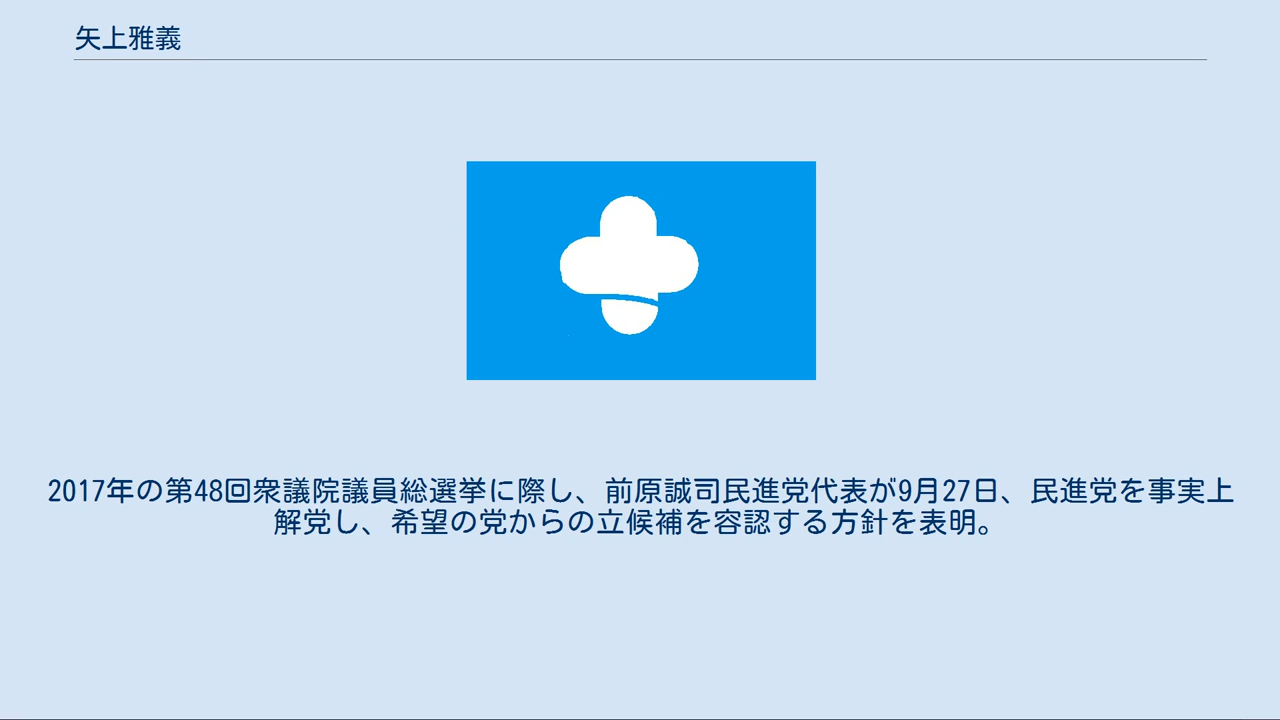 矢上雅義
2017年の第48回衆議院議員総選挙に際し、前原誠司民進党代表が9月27日、民進党を事実上
解党し、希望の党からの立候補を容認する方針を表明。